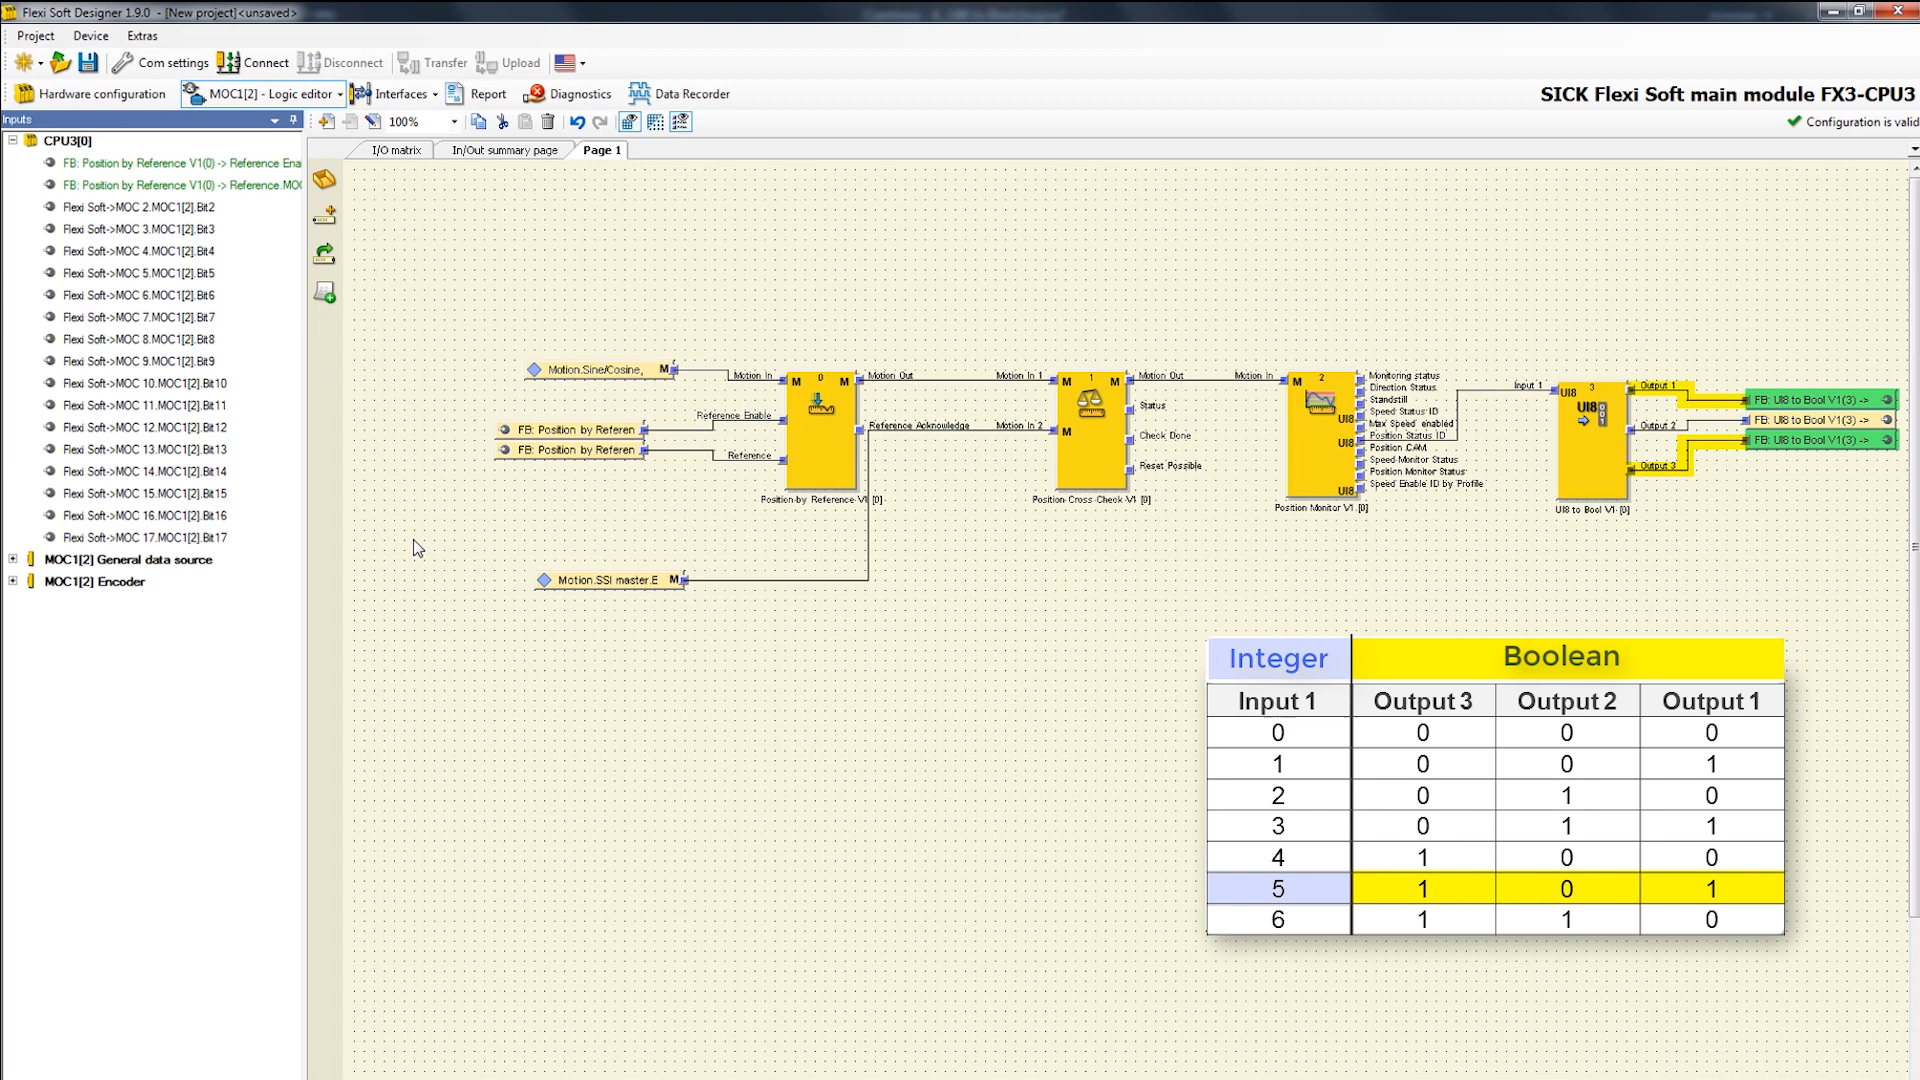 Flexi Soft Designer 1.9.0 - [New project]<unsaved>
Project Device Extras
Com settings Connect Disconnect Transfer Upload
Hardware configuration MOC1[2] - Logic editor Interfaces Report Diagnostics Data Recorder SICK Flexi Soft main module FX3-CPU3
Inputs 100% Configuration is valid
CPU3[0] I/O matrix In/Out summary page Page 1
FB: Position by Reference V1(0) -> Reference Ena
FB: Position by Reference V1(0) -> Reference.MOC
Flexi Soft->MOC 2.MOC1[2].Bit2
Flexi Soft->MOC 3.MOC1[2].Bit3
Flexi Soft->MOC 4.MOC1[2].Bit4
Flexi Soft->MOC 5.MOC1[2].Bit5
Flexi Soft->MOC 6.MOC1[2].Bit6
Flexi Soft->MOC 7.MOC1[2].Bit7
Flexi Soft->MOC 8.MOC1[2].Bit8
Flexi Soft->MOC 9.MOC1[2].Bit9
Flexi Soft->MOC 10.MOC1[2].Bit10
Flexi Soft->MOC 11.MOC1[2].Bit11
Flexi Soft->MOC 12.MOC1[2].Bit12
Flexi Soft->MOC 13.MOC1[2].Bit13
Flexi Soft->MOC 14.MOC1[2].Bit14
Flexi Soft->MOC 15.MOC1[2].Bit15
Flexi Soft->MOC 16.MOC1[2].Bit16
Flexi Soft->MOC 17.MOC1[2].Bit17
MOC1[2] General data source
MOC1[2] Encoder
Motion.Sine/Cosine, M
FB: Position by Referen
FB: Position by Referen
Motion.SSI master.E M
Motion In
Reference Enable
Reference
M 0 M
Position by Reference V1 [0]
Motion Out
Reference Acknowledge
Motion In 1
Motion In 2
M 1 M
M
Position Cross Check V1 [0]
Motion Out
Status
Check Done
Reset Possible
Motion In
M 2
UI8
UI8
UI8
Position Monitor V1 [0]
Monitoring status
Direction Status
Standstill
Speed Status ID
Max Speed enabled
Position Status ID
Position CAM
Speed Monitor Status
Position Monitor Status
Speed Enable ID by Profile
Input 1
UI8 3
UI8
UI8 to Bool V1 [0]
Output 1
Output 2
Output 3
FB: UI8 to Bool V1(3) ->
FB: UI8 to Bool V1(3) ->
FB: UI8 to Bool V1(3) ->
Integer Boolean
Input 1 Output 3 Output 2 Output 1
0 0 0 0
1 0 0 1
2 0 1 0
3 0 1 1
4 1 0 0
5 1 0 1
6 1 1 0